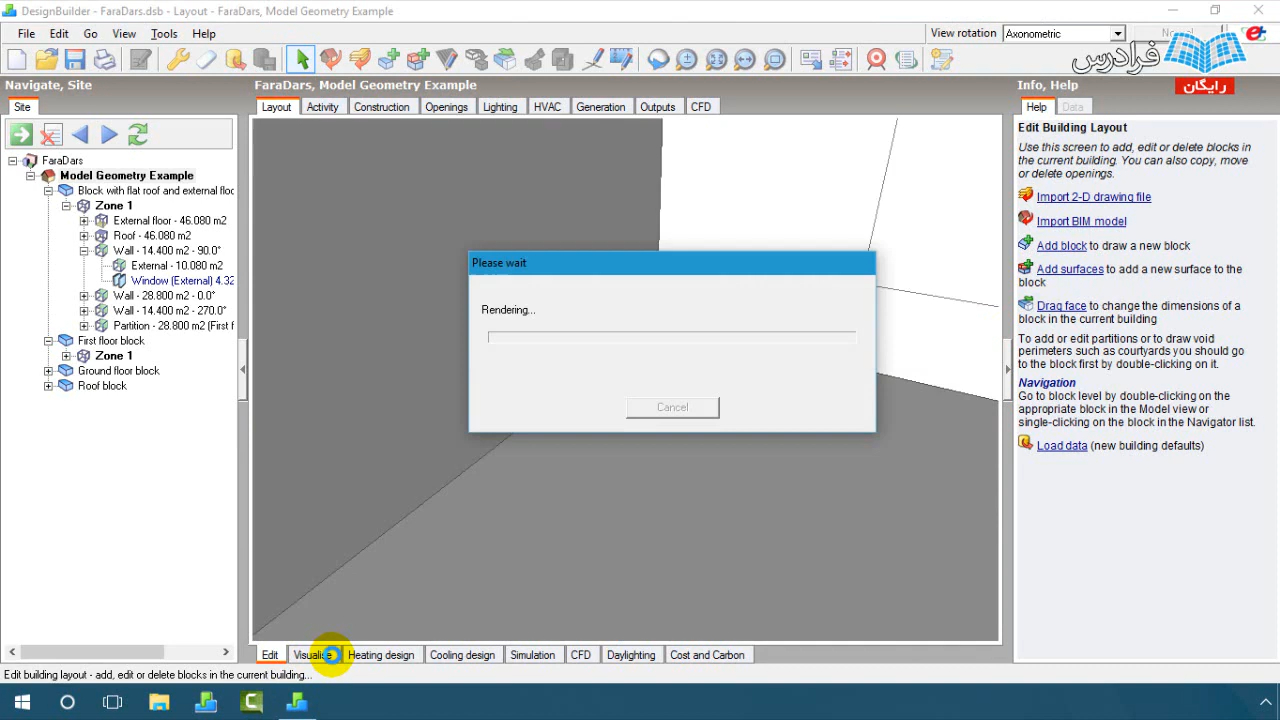 DesignBuilder - FaraDars.dsb - Layout - FaraDars, Model Geometry Example
File Edit Go View Tools Help
View rotation Axonometric Normal
فرادرس
رایگان
Navigate, Site
FaraDars, Model Geometry Example
Info, Help
Site
Layout Activity Construction Openings Lighting HVAC Generation Outputs CFD
Help Data
FaraDars
Model Geometry Example
Block with flat roof and external floo
Zone 1
External floor - 46.080 m2
Roof - 46.080 m2
Wall - 14.400 m2 - 90.0°
External - 10.080 m2
Window (External) 4.32
Wall - 28.800 m2 - 0.0°
Wall - 14.400 m2 - 270.0°
Partition - 28.800 m2 (First f
First floor block
Zone 1
Ground floor block
Roof block
Please wait
Rendering...
Cancel
Edit Building Layout
Use this screen to add, edit or delete blocks in
the current building. You can also copy, move
or delete openings.
Import 2-D drawing file
Import BIM model
Add block to draw a new block
Add surfaces to add a new surface to the
block
Drag face to change the dimensions of a
block in the current building
To add or edit partitions or to draw void
perimeters such as courtyards you should go
to the block first by double-clicking on it.
Navigation
Go to block level by double-clicking on the
appropriate block in the Model view or
single-clicking on the block in the Navigator list.
Load data (new building defaults)
Edit Visualise Heating design Cooling design Simulation CFD Daylighting Cost and Carbon
Edit building layout - add, edit or delete blocks in the current building...